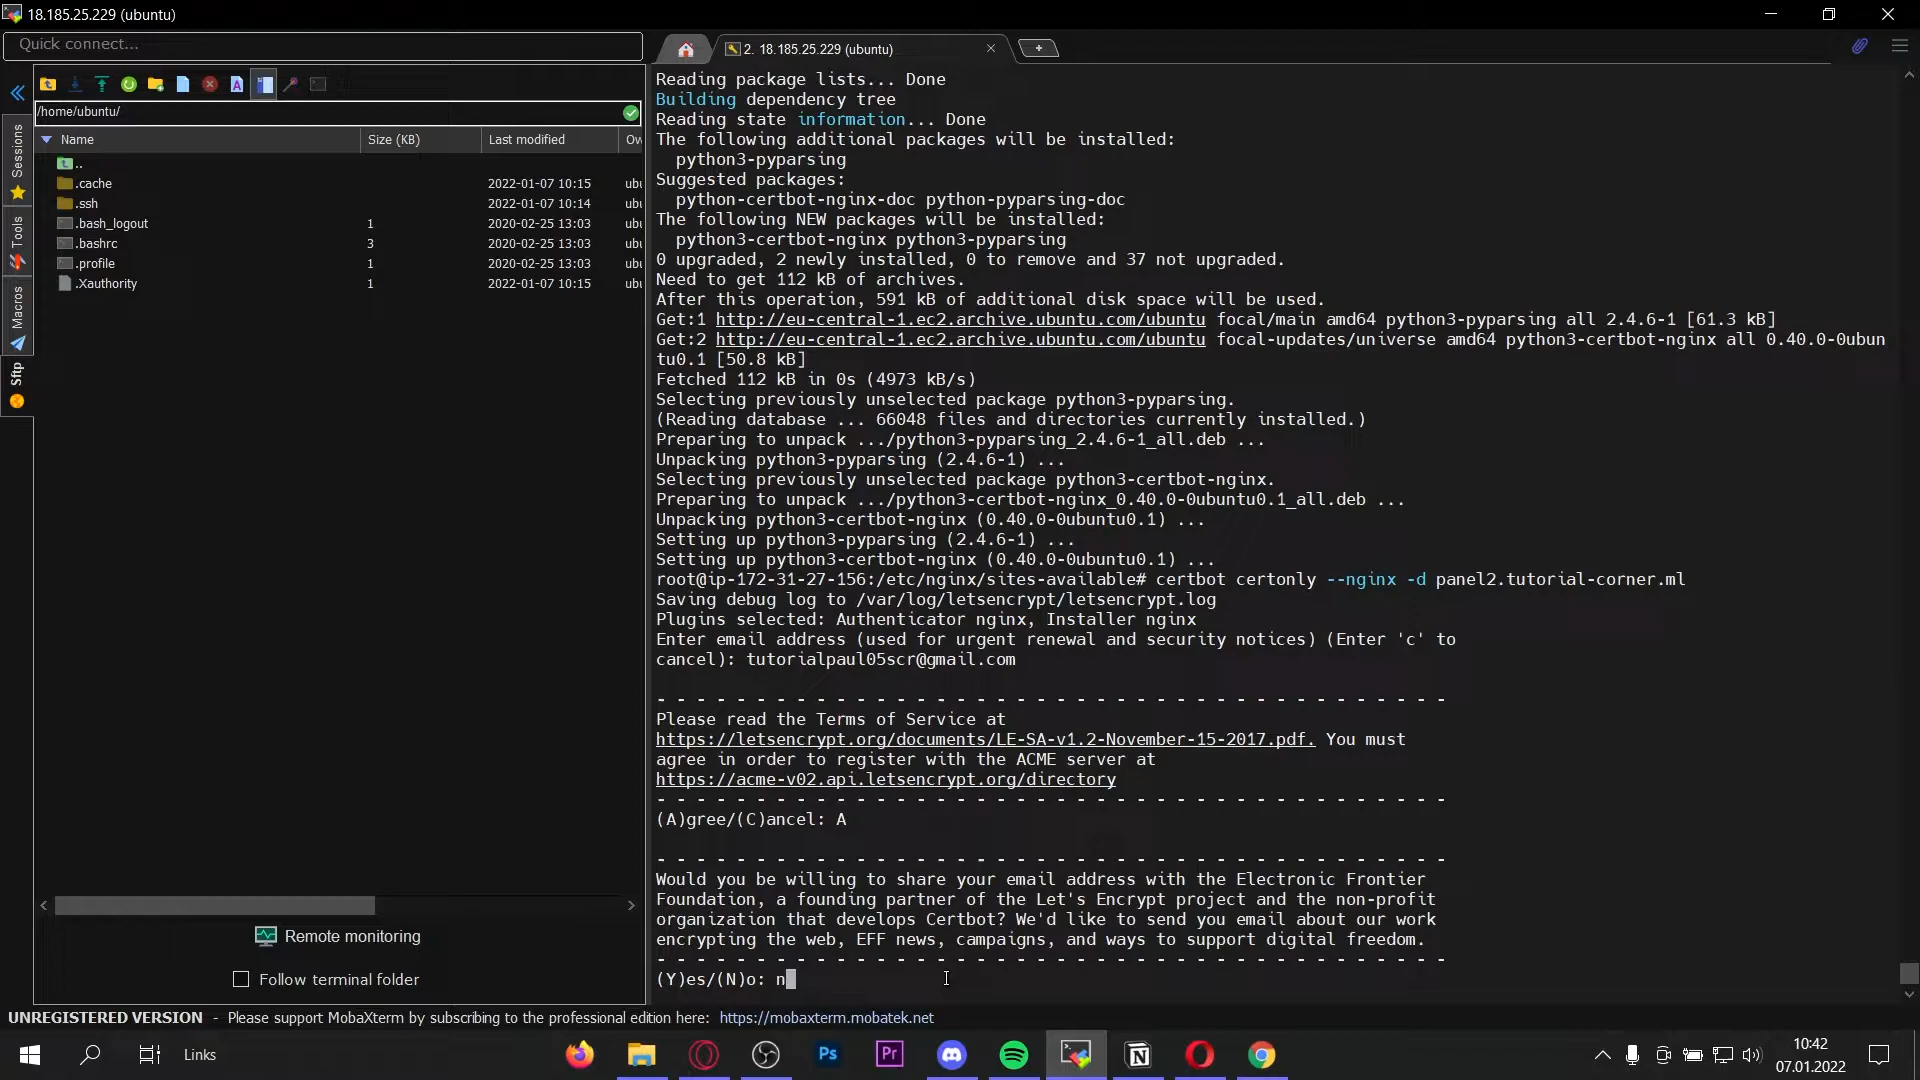 18.185.25.229 (ubuntu)
Quick connect...
2. 18.185.25.229 (ubuntu)
/home/ubuntu/
Name Size (KB) Last modified Ow
..
.cache 2022-01-07 10:15 ubu
.ssh 2022-01-07 10:14 ubu
.bash_logout 1 2020-02-25 13:03 ubu
.bashrc 3 2020-02-25 13:03 ubu
.profile 1 2020-02-25 13:03 ubu
.Xauthority 1 2022-01-07 10:15 ubu
Sessions
Tools
Macros
Sftp
Remote monitoring
Follow terminal folder
Reading package lists... Done
Building dependency tree
Reading state information... Done
The following additional packages will be installed:
python3-pyparsing
Suggested packages:
python-certbot-nginx-doc python-pyparsing-doc
The following NEW packages will be installed:
python3-certbot-nginx python3-pyparsing
0 upgraded, 2 newly installed, 0 to remove and 37 not upgraded.
Need to get 112 kB of archives.
After this operation, 591 kB of additional disk space will be used.
Get:1 http://eu-central-1.ec2.archive.ubuntu.com/ubuntu focal/main amd64 python3-pyparsing all 2.4.6-1 [61.3 kB]
Get:2 http://eu-central-1.ec2.archive.ubuntu.com/ubuntu focal-updates/universe amd64 python3-certbot-nginx all 0.40.0-0ubun
tu0.1 [50.8 kB]
Fetched 112 kB in 0s (4973 kB/s)
Selecting previously unselected package python3-pyparsing.
(Reading database ... 66048 files and directories currently installed.)
Preparing to unpack .../python3-pyparsing_2.4.6-1_all.deb ...
Unpacking python3-pyparsing (2.4.6-1) ...
Selecting previously unselected package python3-certbot-nginx.
Preparing to unpack .../python3-certbot-nginx_0.40.0-0ubuntu0.1_all.deb ...
Unpacking python3-certbot-nginx (0.40.0-0ubuntu0.1) ...
Setting up python3-pyparsing (2.4.6-1) ...
Setting up python3-certbot-nginx (0.40.0-0ubuntu0.1) ...
root@ip-172-31-27-156:/etc/nginx/sites-available# certbot certonly --nginx -d panel2.tutorial-corner.ml
Saving debug log to /var/log/letsencrypt/letsencrypt.log
Plugins selected: Authenticator nginx, Installer nginx
Enter email address (used for urgent renewal and security notices) (Enter 'c' to
cancel): tutorialpaul05scr@gmail.com
- - - - - - - - - - - - - - - - - - - - - - - - - - - - - - - - - - - - - - - -
Please read the Terms of Service at
https://letsencrypt.org/documents/LE-SA-v1.2-November-15-2017.pdf. You must
agree in order to register with the ACME server at
https://acme-v02.api.letsencrypt.org/directory
- - - - - - - - - - - - - - - - - - - - - - - - - - - - - - - - - - - - - - - -
(A)gree/(C)ancel: A
- - - - - - - - - - - - - - - - - - - - - - - - - - - - - - - - - - - - - - - -
Would you be willing to share your email address with the Electronic Frontier
Foundation, a founding partner of the Let's Encrypt project and the non-profit
organization that develops Certbot? We'd like to send you email about our work
encrypting the web, EFF news, campaigns, and ways to support digital freedom.
- - - - - - - - - - - - - - - - - - - - - - - - - - - - - - - - - - - - - - - -
(Y)es/(N)o: n
UNREGISTERED VERSION - Please support MobaXterm by subscribing to the professional edition here: https://mobaxterm.mobatek.net
Links
Ps
Pr
10:42
07.01.2022